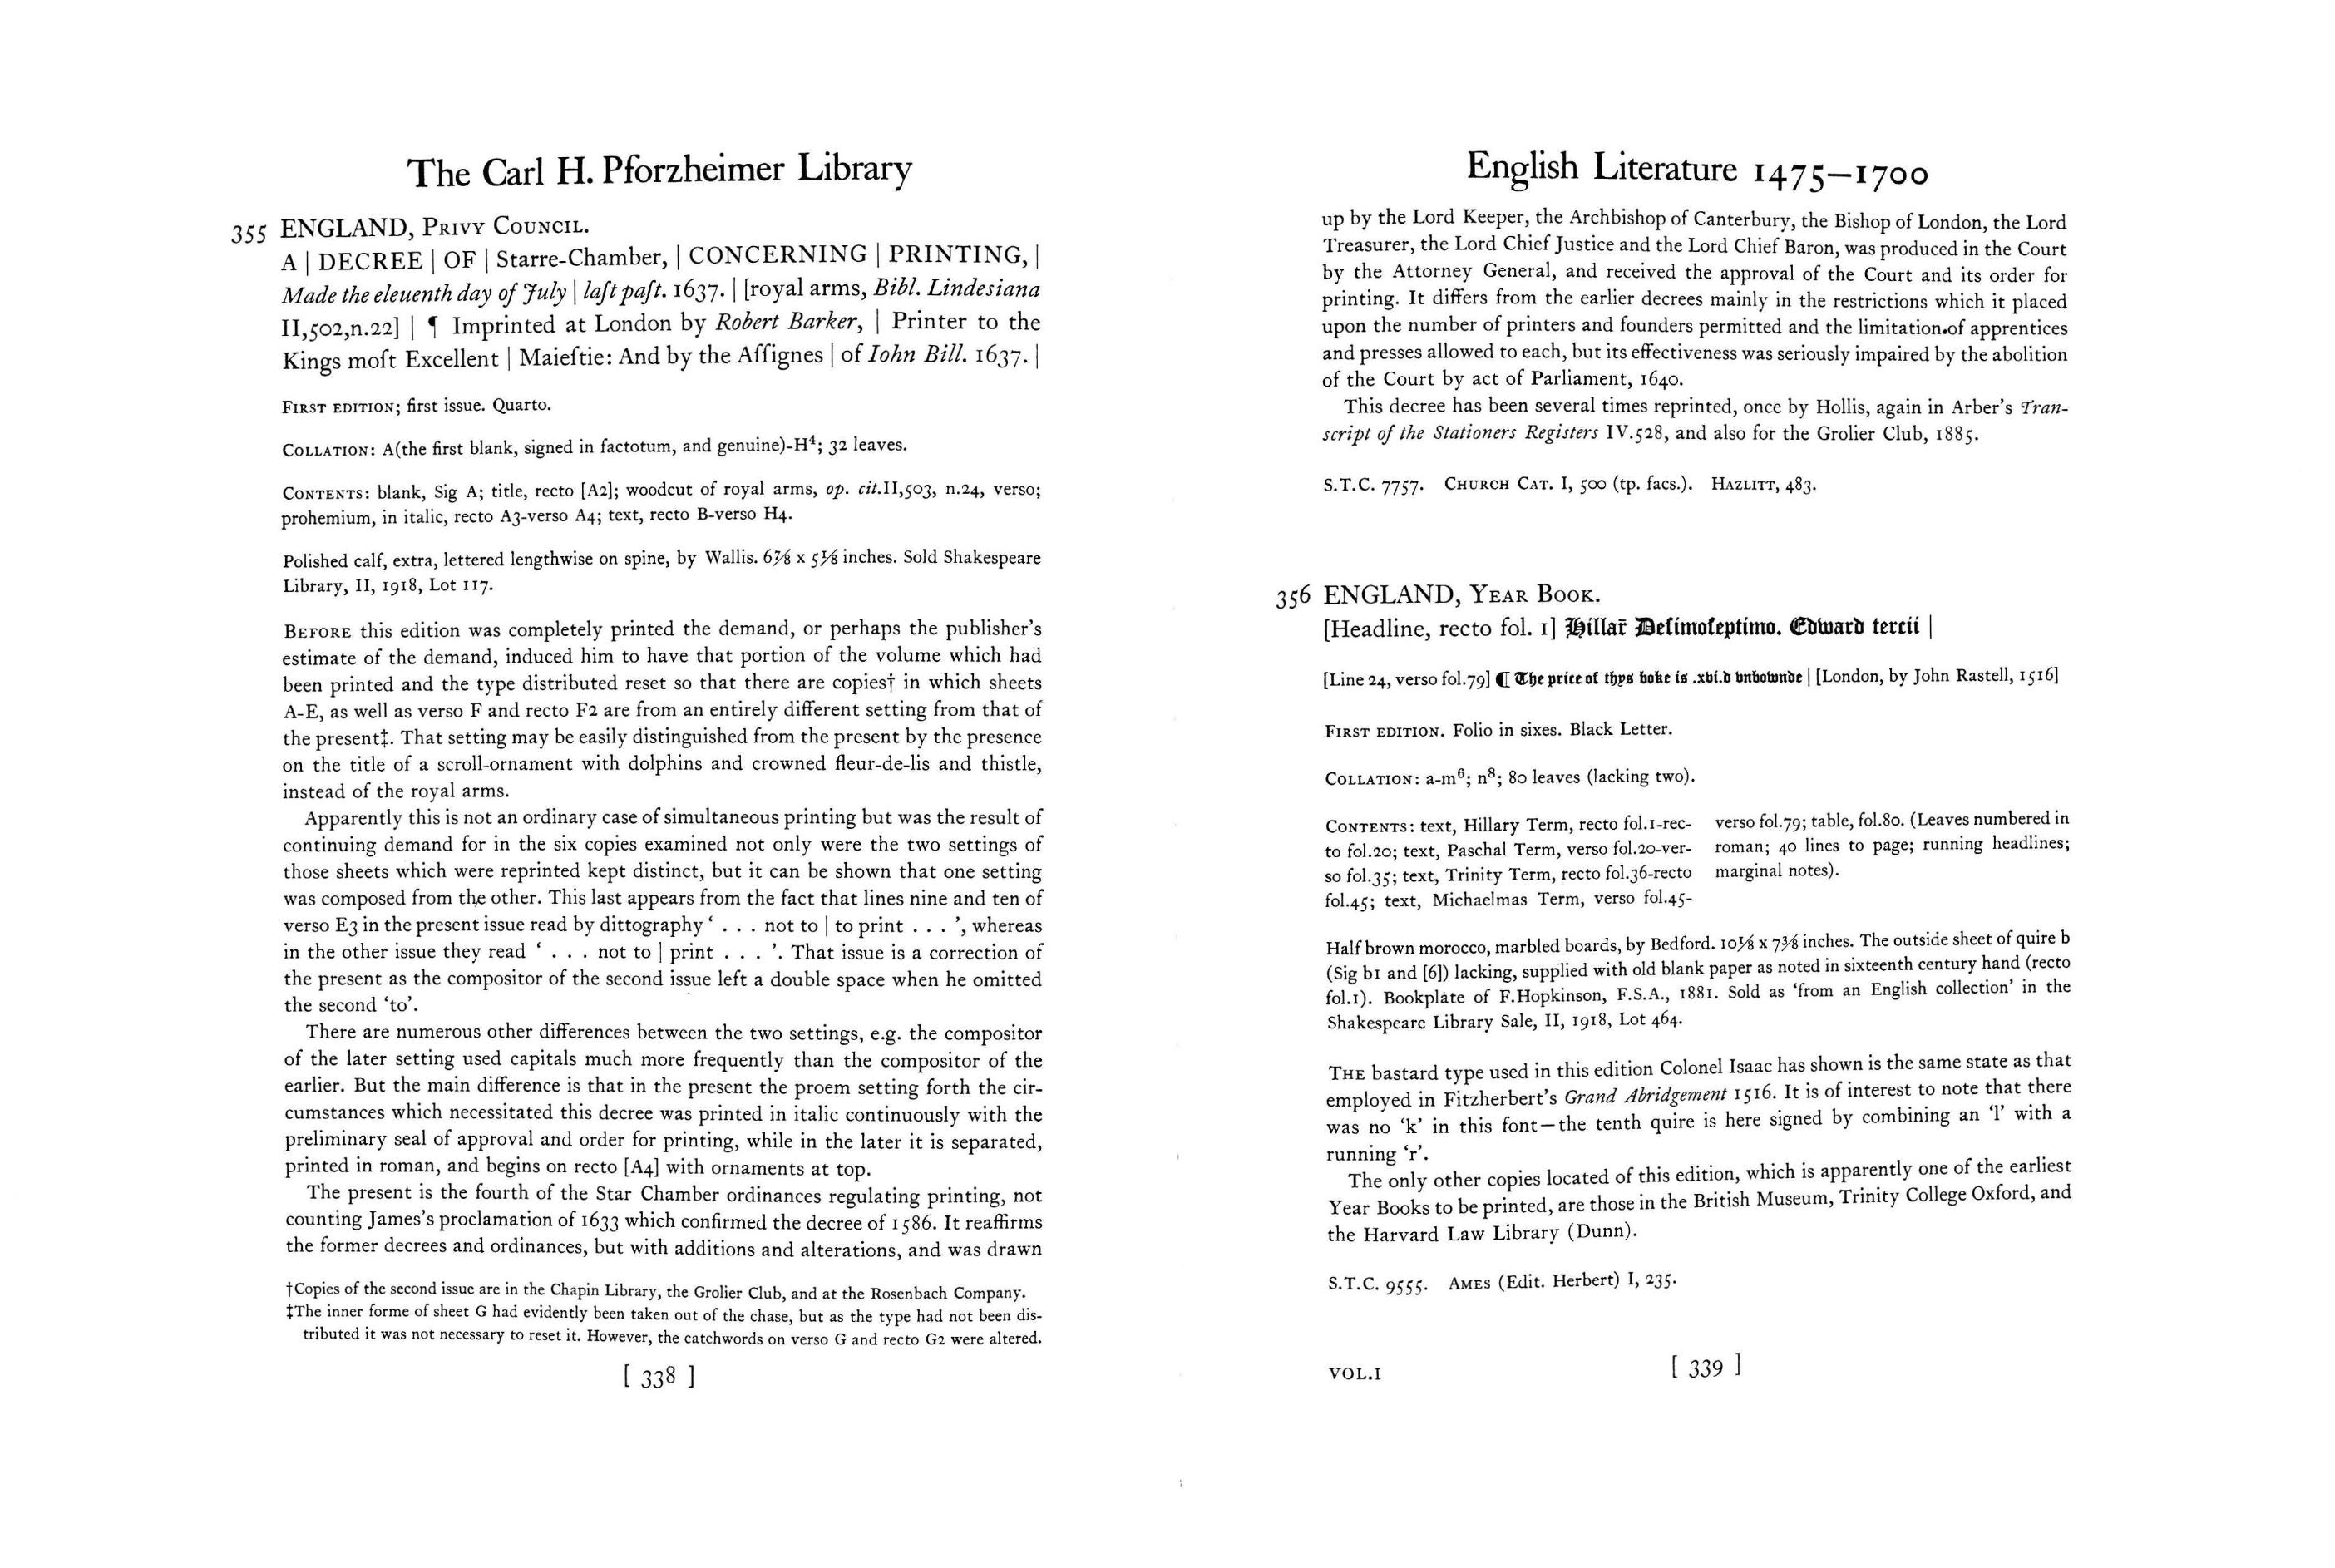 The Carl H. Pforzheimer Library
355 ENGLAND, Privy Council.
A | DECREE | OF | Starre-Chamber, | CONCERNING | PRINTING, |
Made the eleuenth day of July | laſt paſt. 1637. | [royal arms, Bibl. Lindesiana
II,502,n.22] | ¶ Imprinted at London by Robert Barker, | Printer to the
Kings moſt Excellent | Maieſtie: And by the Aſſignes | of Iohn Bill. 1637. |
First edition; first issue. Quarto.
Collation: A(the first blank, signed in factotum, and genuine)-H⁴; 32 leaves.
Contents: blank, Sig A; title, recto [A2]; woodcut of royal arms, op. cit.II,503, n.24, verso;
prohemium, in italic, recto A3-verso A4; text, recto B-verso H4.
Polished calf, extra, lettered lengthwise on spine, by Wallis. 6⅞ x 5⅛ inches. Sold Shakespeare
Library, II, 1918, Lot 117.
Before this edition was completely printed the demand, or perhaps the publisher's
estimate of the demand, induced him to have that portion of the volume which had
been printed and the type distributed reset so that there are copies† in which sheets
A-E, as well as verso F and recto F2 are from an entirely different setting from that of
the present‡. That setting may be easily distinguished from the present by the presence
on the title of a scroll-ornament with dolphins and crowned fleur-de-lis and thistle,
instead of the royal arms.
Apparently this is not an ordinary case of simultaneous printing but was the result of
continuing demand for in the six copies examined not only were the two settings of
those sheets which were reprinted kept distinct, but it can be shown that one setting
was composed from the other. This last appears from the fact that lines nine and ten of
verso E3 in the present issue read by dittography ' . . . not to | to print . . . ', whereas
in the other issue they read ' . . . not to | print . . . '. That issue is a correction of
the present as the compositor of the second issue left a double space when he omitted
the second 'to'.
There are numerous other differences between the two settings, e.g. the compositor
of the later setting used capitals much more frequently than the compositor of the
earlier. But the main difference is that in the present the proem setting forth the cir-
cumstances which necessitated this decree was printed in italic continuously with the
preliminary seal of approval and order for printing, while in the later it is separated,
printed in roman, and begins on recto [A4] with ornaments at top.
The present is the fourth of the Star Chamber ordinances regulating printing, not
counting James's proclamation of 1633 which confirmed the decree of 1586. It reaffirms
the former decrees and ordinances, but with additions and alterations, and was drawn
†Copies of the second issue are in the Chapin Library, the Grolier Club, and at the Rosenbach Company.
‡The inner forme of sheet G had evidently been taken out of the chase, but as the type had not been dis-
tributed it was not necessary to reset it. However, the catchwords on verso G and recto G2 were altered.
[ 338 ]
English Literature 1475–1700
up by the Lord Keeper, the Archbishop of Canterbury, the Bishop of London, the Lord
Treasurer, the Lord Chief Justice and the Lord Chief Baron, was produced in the Court
by the Attorney General, and received the approval of the Court and its order for
printing. It differs from the earlier decrees mainly in the restrictions which it placed
upon the number of printers and founders permitted and the limitation of apprentices
and presses allowed to each, but its effectiveness was seriously impaired by the abolition
of the Court by act of Parliament, 1640.
This decree has been several times reprinted, once by Hollis, again in Arber's Tran-
script of the Stationers Registers IV.528, and also for the Grolier Club, 1885.
S.T.C. 7757. Church Cat. I, 500 (tp. facs.). Hazlitt, 483.
356 ENGLAND, Year Book.
[Headline, recto fol. 1] Hillar̄ Deſimoſeptimo. Edward tercii |
[Line 24, verso fol.79] ¶ The price of thys boke is .xvi.d vnbownde | [London, by John Rastell, 1516]
First edition. Folio in sixes. Black Letter.
Collation: a-m⁶; n⁸; 80 leaves (lacking two).
Contents: text, Hillary Term, recto fol.1-rec-
to fol.20; text, Paschal Term, verso fol.20-ver-
so fol.35; text, Trinity Term, recto fol.36-recto
fol.45; text, Michaelmas Term, verso fol.45-
verso fol.79; table, fol.80. (Leaves numbered in
roman; 40 lines to page; running headlines;
marginal notes).
Half brown morocco, marbled boards, by Bedford. 10⅛ x 7⅜ inches. The outside sheet of quire b
(Sig b1 and [6]) lacking, supplied with old blank paper as noted in sixteenth century hand (recto
fol.1). Bookplate of F.Hopkinson, F.S.A., 1881. Sold as 'from an English collection' in the
Shakespeare Library Sale, II, 1918, Lot 464.
The bastard type used in this edition Colonel Isaac has shown is the same state as that
employed in Fitzherbert's Grand Abridgement 1516. It is of interest to note that there
was no 'k' in this font—the tenth quire is here signed by combining an 'l' with a
running 'r'.
The only other copies located of this edition, which is apparently one of the earliest
Year Books to be printed, are those in the British Museum, Trinity College Oxford, and
the Harvard Law Library (Dunn).
S.T.C. 9555. Ames (Edit. Herbert) I, 235.
VOL.I
[ 339 ]